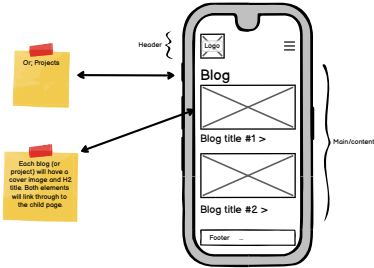 Or; Projects
Header
Logo
Blog
Blog title #1 >
Main/content
Each blog (or
project) will have a
cover image and H2
title. Both elements
will link through to
the child page.
Blog title #2 >
Footer ...